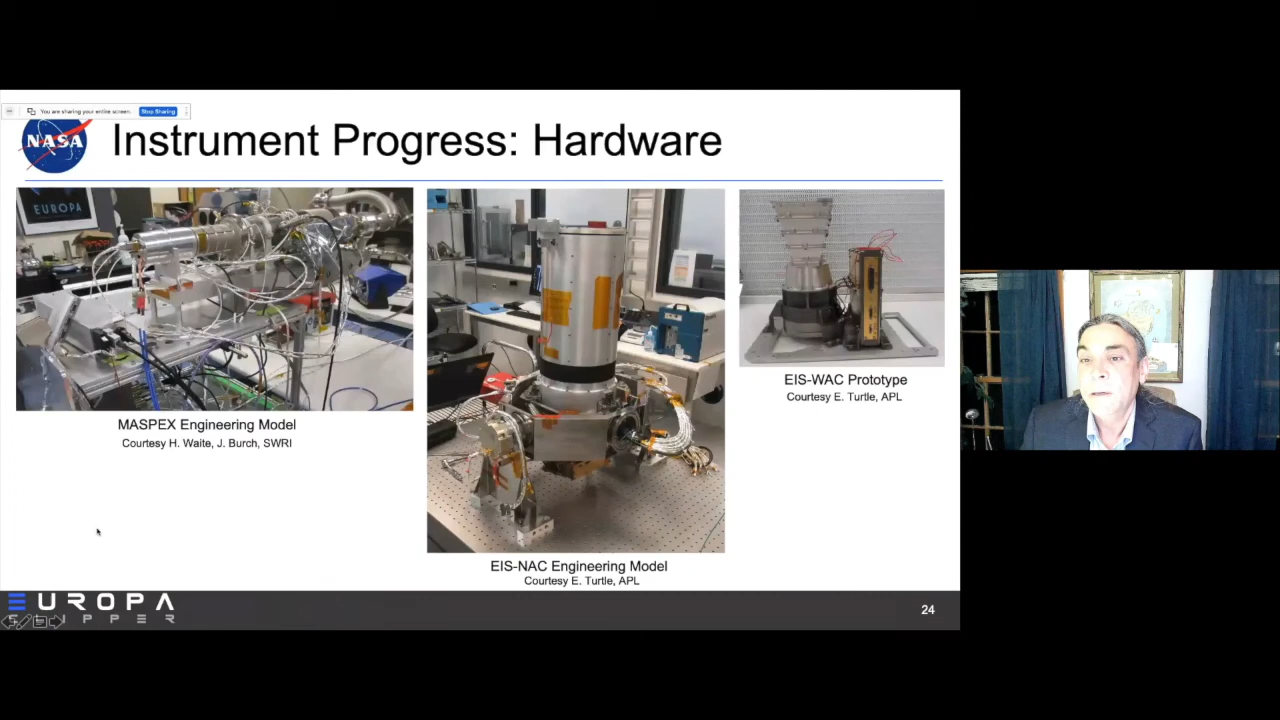 You are sharing your entire screen. Stop Sharing
NASA
Instrument Progress: Hardware
EUROPA
MASPEX Engineering Model
Courtesy H. Waite, J. Burch, SWRI
EIS-NAC Engineering Model
Courtesy E. Turtle, APL
EIS-WAC Prototype
Courtesy E. Turtle, APL
EUROPA
24